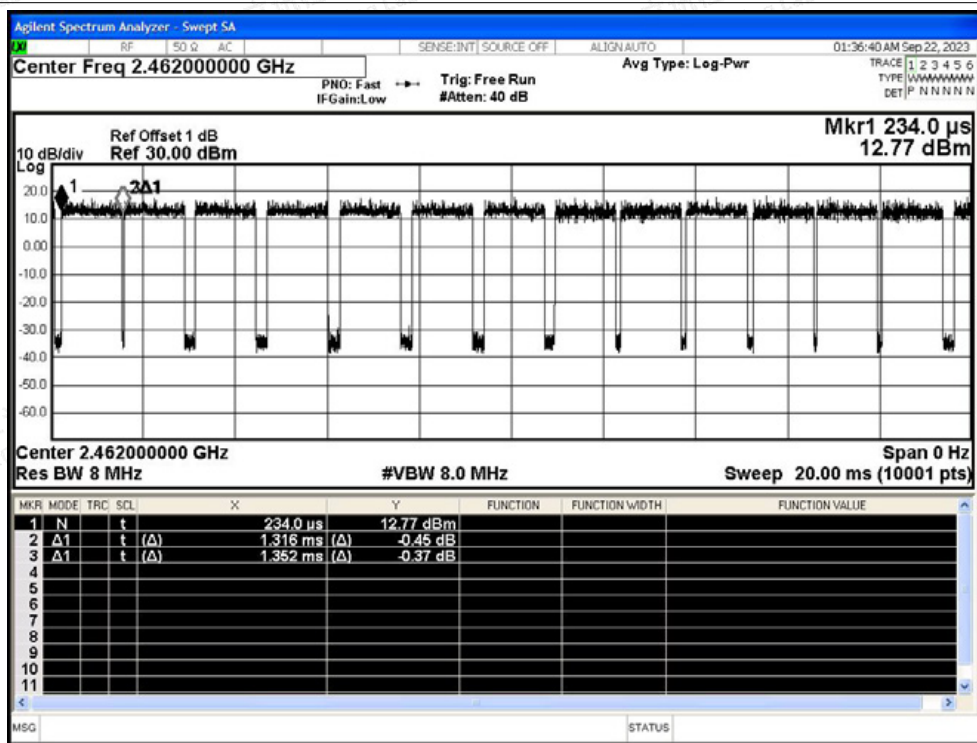 Agilent Spectrum Analyzer - Swept SA
RF 50 Ω AC SENSE:INT SOURCE OFF ALIGN AUTO 01:36:40 AM Sep 22, 2023
Center Freq 2.462000000 GHz Avg Type: Log-Pwr TRACE 1 2 3 4 5 6
PNO: Fast Trig: Free Run TYPE WWWWWW
IFGain:Low #Atten: 40 dB DET P N N N N N
Mkr1 234.0 µs
12.77 dBm
Ref Offset 1 dB
10 dB/div Ref 30.00 dBm
Log
1 2Δ1
20.0
10.0
0.00
-10.0
-20.0
-30.0
-40.0
-50.0
-60.0
Center 2.462000000 GHz Span 0 Hz
Res BW 8 MHz #VBW 8.0 MHz Sweep 20.00 ms (10001 pts)
MKR MODE TRC SCL X Y FUNCTION FUNCTION WIDTH FUNCTION VALUE
1 N t 234.0 µs 12.77 dBm
2 Δ1 t (Δ) 1.316 ms (Δ) -0.45 dB
3 Δ1 t (Δ) 1.352 ms (Δ) -0.37 dB
4
5
6
7
8
9
10
11
MSG STATUS